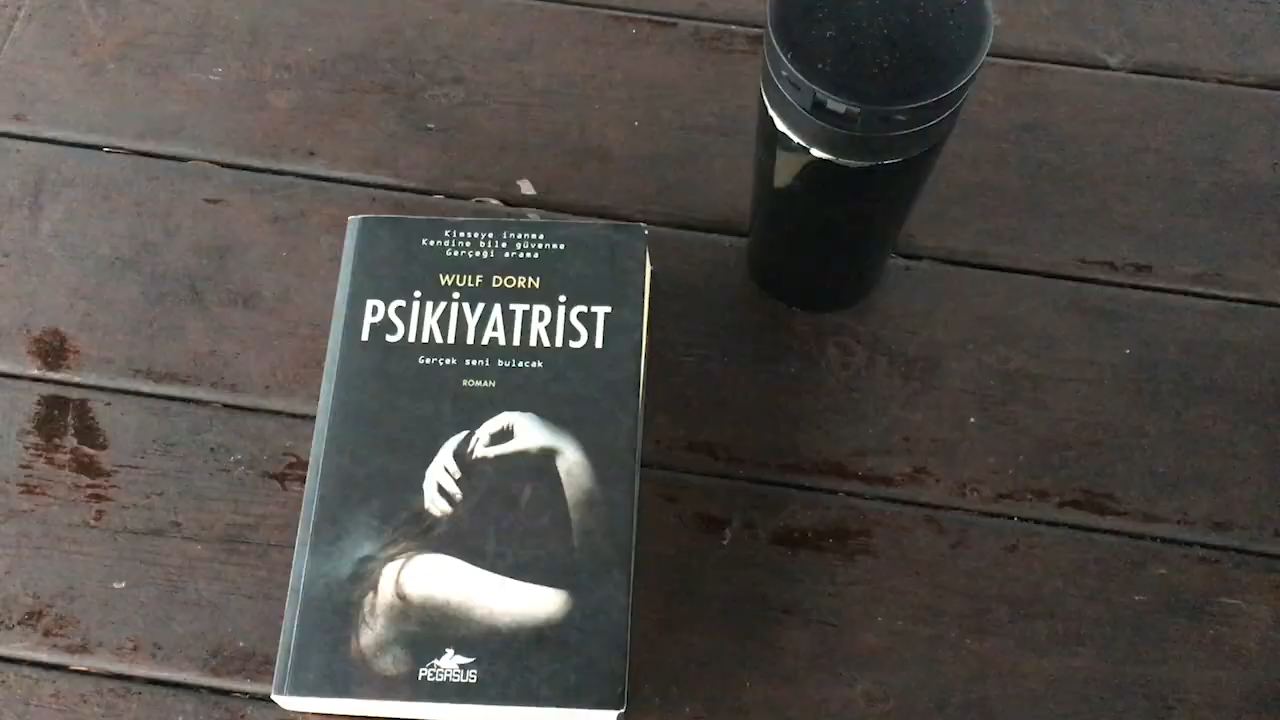 Kimseye inanma
Kendine bile güvenme
Gerçeği arama
WULF DORN
PSİKİYATRİST
Gerçek seni bulacak
ROMAN
PEGASUS